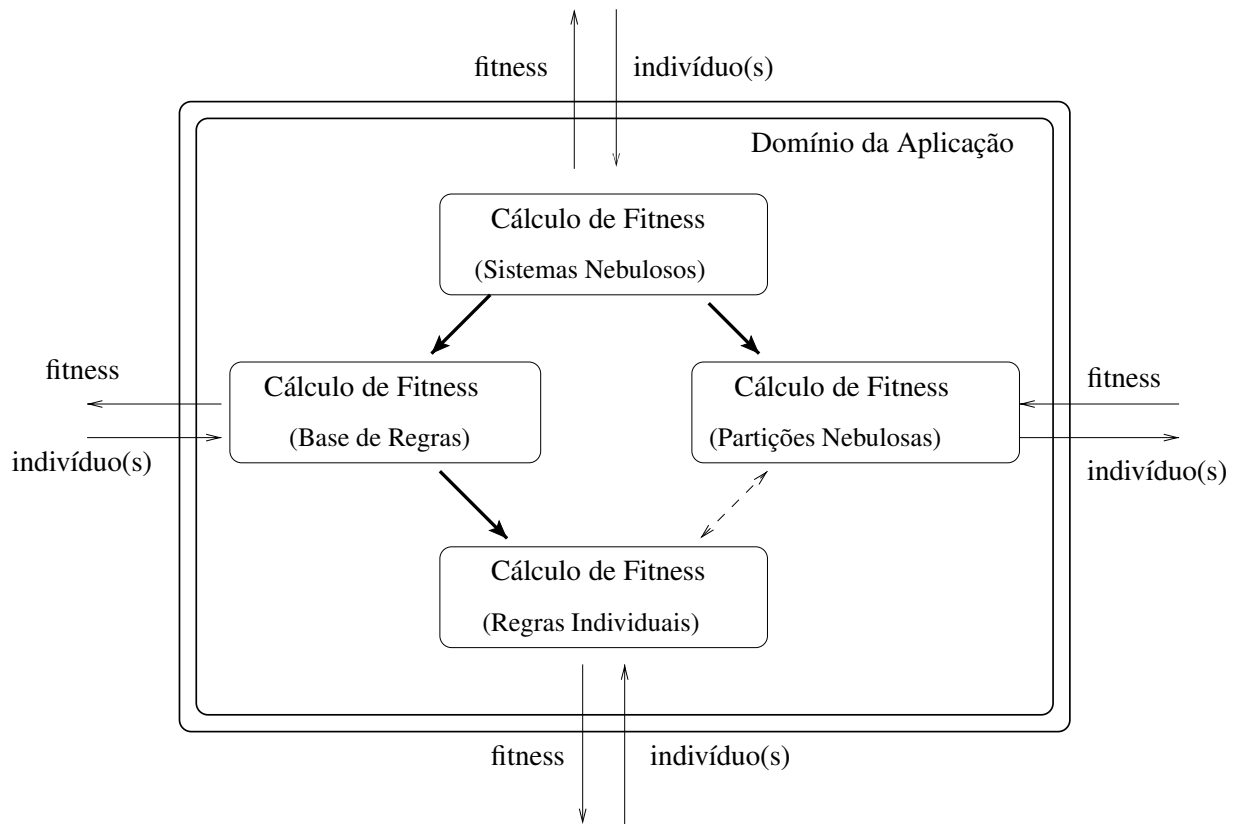 fitness
indivíduo(s)
Domínio da Aplicação
Cálculo de Fitness
(Sistemas Nebulosos)
fitness
indivíduo(s)
Cálculo de Fitness
(Base de Regras)
Cálculo de Fitness
(Partições Nebulosas)
fitness
indivíduo(s)
Cálculo de Fitness
(Regras Individuais)
fitness
indivíduo(s)